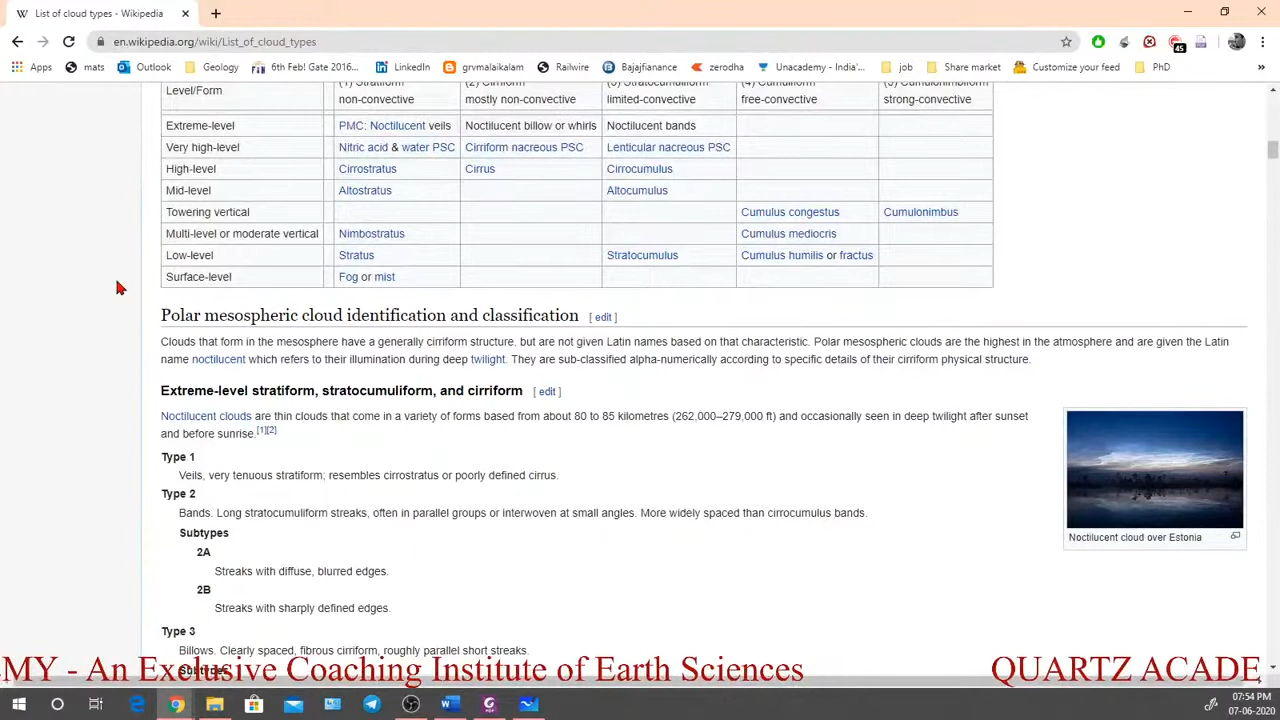 List of cloud types - Wikipedia
en.wikipedia.org/wiki/List_of_cloud_types
45
Apps mats Outlook Geology 6th Feb! Gate 2016... LinkedIn grvmalaikart Railwire Bajajfinance zerodha Unacademy - India'... job Share market Customize your feed PhD »
Level/Form
non-convective mostly non-convective limited-convective free-convective strong-convective
Extreme-level PMC: Noctilucent veils Noctilucent billow or whirls Noctilucent bands
Very high-level Nitric acid & water PSC Cirriform nacreous PSC Lenticular nacreous PSC
High-level Cirrostratus Cirrus Cirrocumulus
Mid-level Altostratus Altocumulus
Towering vertical Cumulus congestus Cumulonimbus
Multi-level or moderate vertical Nimbostratus Cumulus mediocris
Low-level Stratus Stratocumulus Cumulus humilis or fractus
Surface-level Fog or mist
Polar mesospheric cloud identification and classification [ edit ]
Clouds that form in the mesosphere have a generally cirriform structure, but are not given Latin names based on that characteristic. Polar mesospheric clouds are the highest in the atmosphere and are given the Latin
name noctilucent which refers to their illumination during deep twilight. They are sub-classified alpha-numerically according to specific details of their cirriform physical structure.
Extreme-level stratiform, stratocumuliform, and cirriform [ edit ]
Noctilucent clouds are thin clouds that come in a variety of forms based from about 80 to 85 kilometres (262,000–279,000 ft) and occasionally seen in deep twilight after sunset
and before sunrise.[1][2]
Type 1
Veils, very tenuous stratiform; resembles cirrostratus or poorly defined cirrus.
Type 2
Bands. Long stratocumuliform streaks, often in parallel groups or interwoven at small angles. More widely spaced than cirrocumulus bands.
Subtypes
2A
Streaks with diffuse, blurred edges.
2B
Streaks with sharply defined edges.
Type 3
Billows. Clearly spaced, fibrous cirriform, roughly parallel short streaks.
Noctilucent cloud over Estonia
MY - An Exclusive Coaching Institute of Earth Sciences QUARTZ ACADE
07:54 PM
07-06-2020